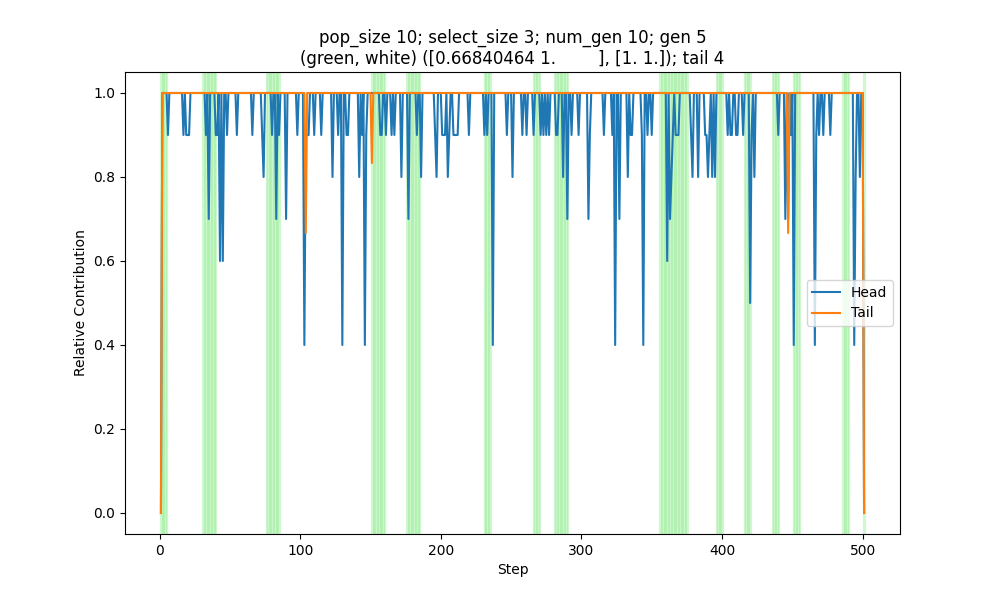 pop_size 10; select_size 3; num_gen 10; gen 5
(green, white) ([0.66840464 1.        ], [1. 1.]); tail 4
1.0
0.8
0.6
0.4
0.2
0.0
Relative Contribution
Head
Tail
0 100 200 300 400 500
Step